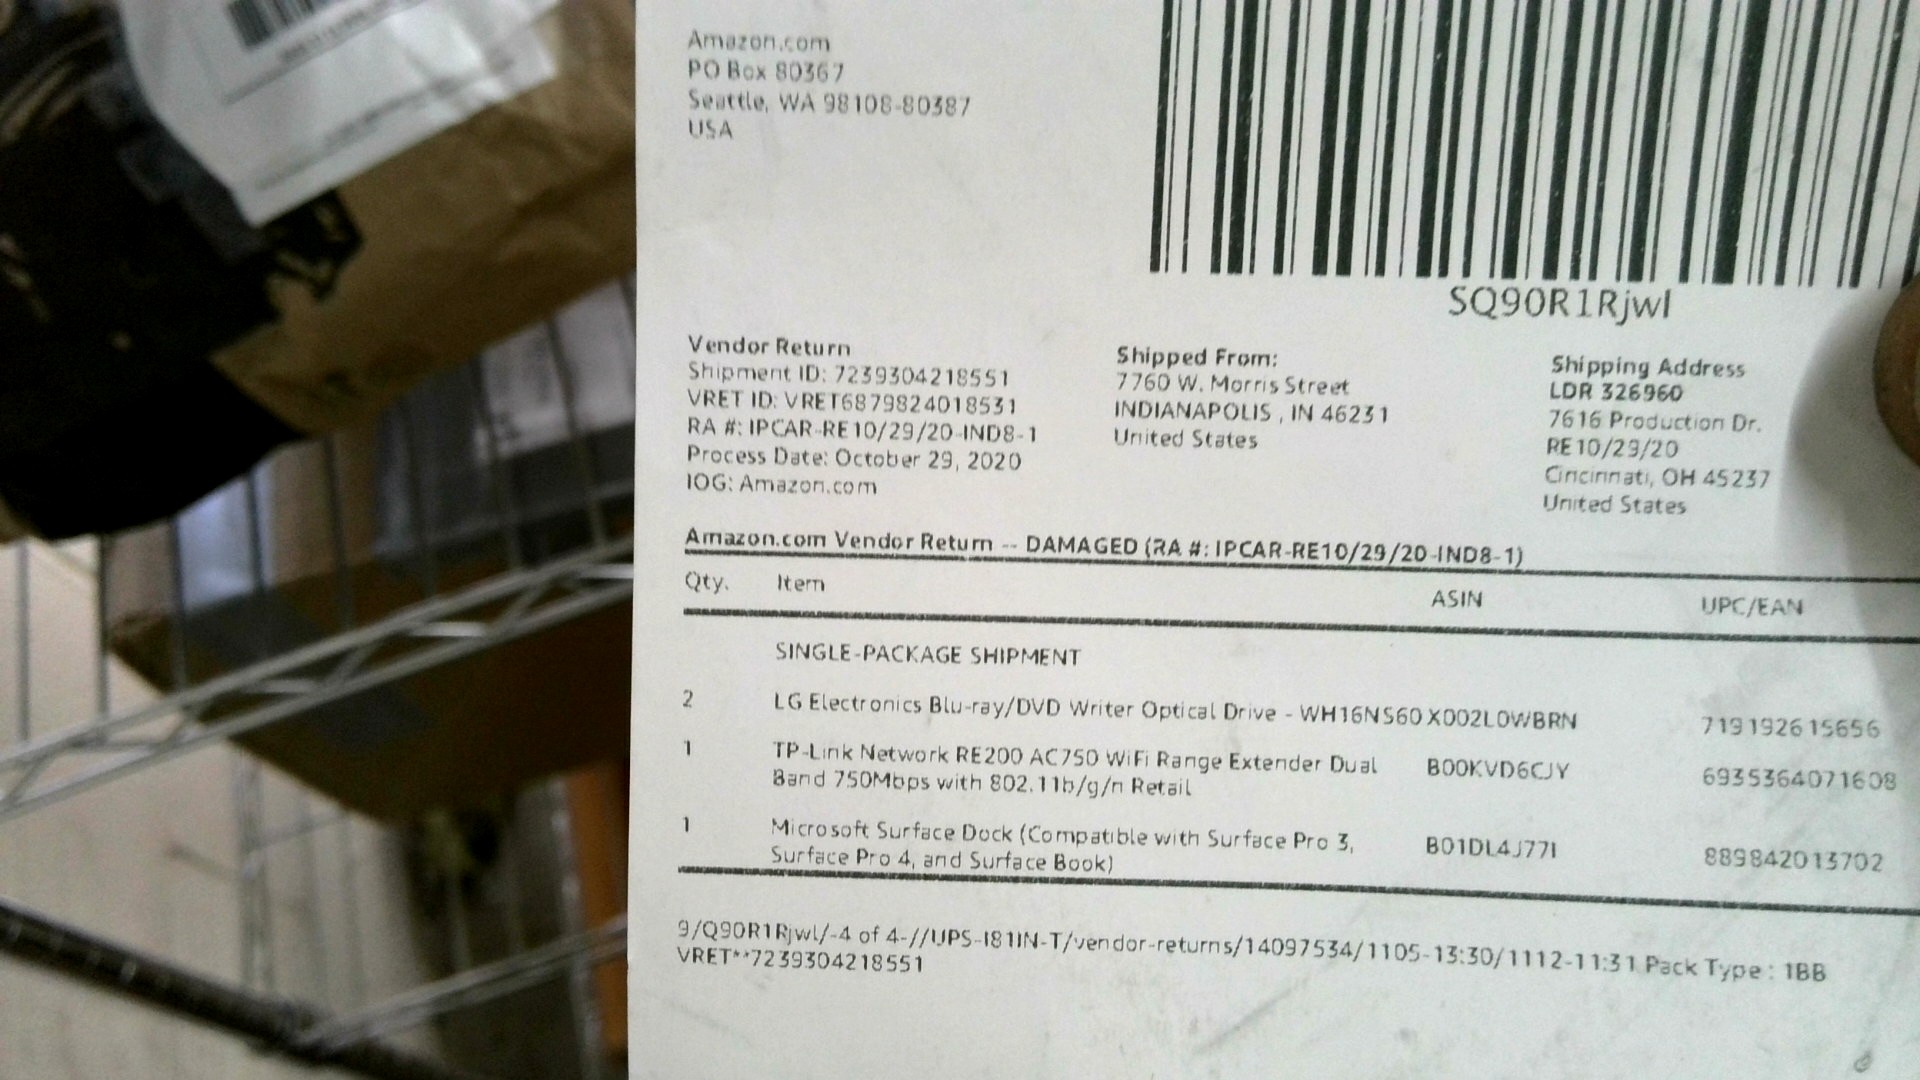 Amazon.com
PO Box 80367
Seattle, WA 98108-80387
USA
SQ90R1Rjwl
Vendor Return
Shipment ID: 7239304218551
VRET ID: VRET6879824018531
RA #: IPCAR-RE10/29/20-IND8-1
Process Date: October 29, 2020
IOG: Amazon.com
Shipped From:
7760 W. Morris Street
INDIANAPOLIS , IN 46231
United States
Shipping Address
LDR 326960
7616 Production Dr.
RE10/29/20
Cincinnati, OH 45237
United States
Amazon.com Vendor Return -- DAMAGED (RA #: IPCAR-RE10/29/20-IND8-1)
Qty. Item ASIN UPC/EAN
SINGLE-PACKAGE SHIPMENT
2 LG Electronics Blu-ray/DVD Writer Optical Drive - WH16NS60 X002L0WBRN 719192615656
1 TP-Link Network RE200 AC750 WiFi Range Extender Dual B00KVD6CJY 6935364071608
Band 750Mbps with 802.11b/g/n Retail
1 Microsoft Surface Dock (Compatible with Surface Pro 3, B01DL4J77I 889842013702
Surface Pro 4, and Surface Book)
9/Q90R1Rjwl/-4 of 4-//UPS-I81IN-T/vendor-returns/14097534/1105-13:30/1112-11:31 Pack Type : 1BB
VRET**7239304218551